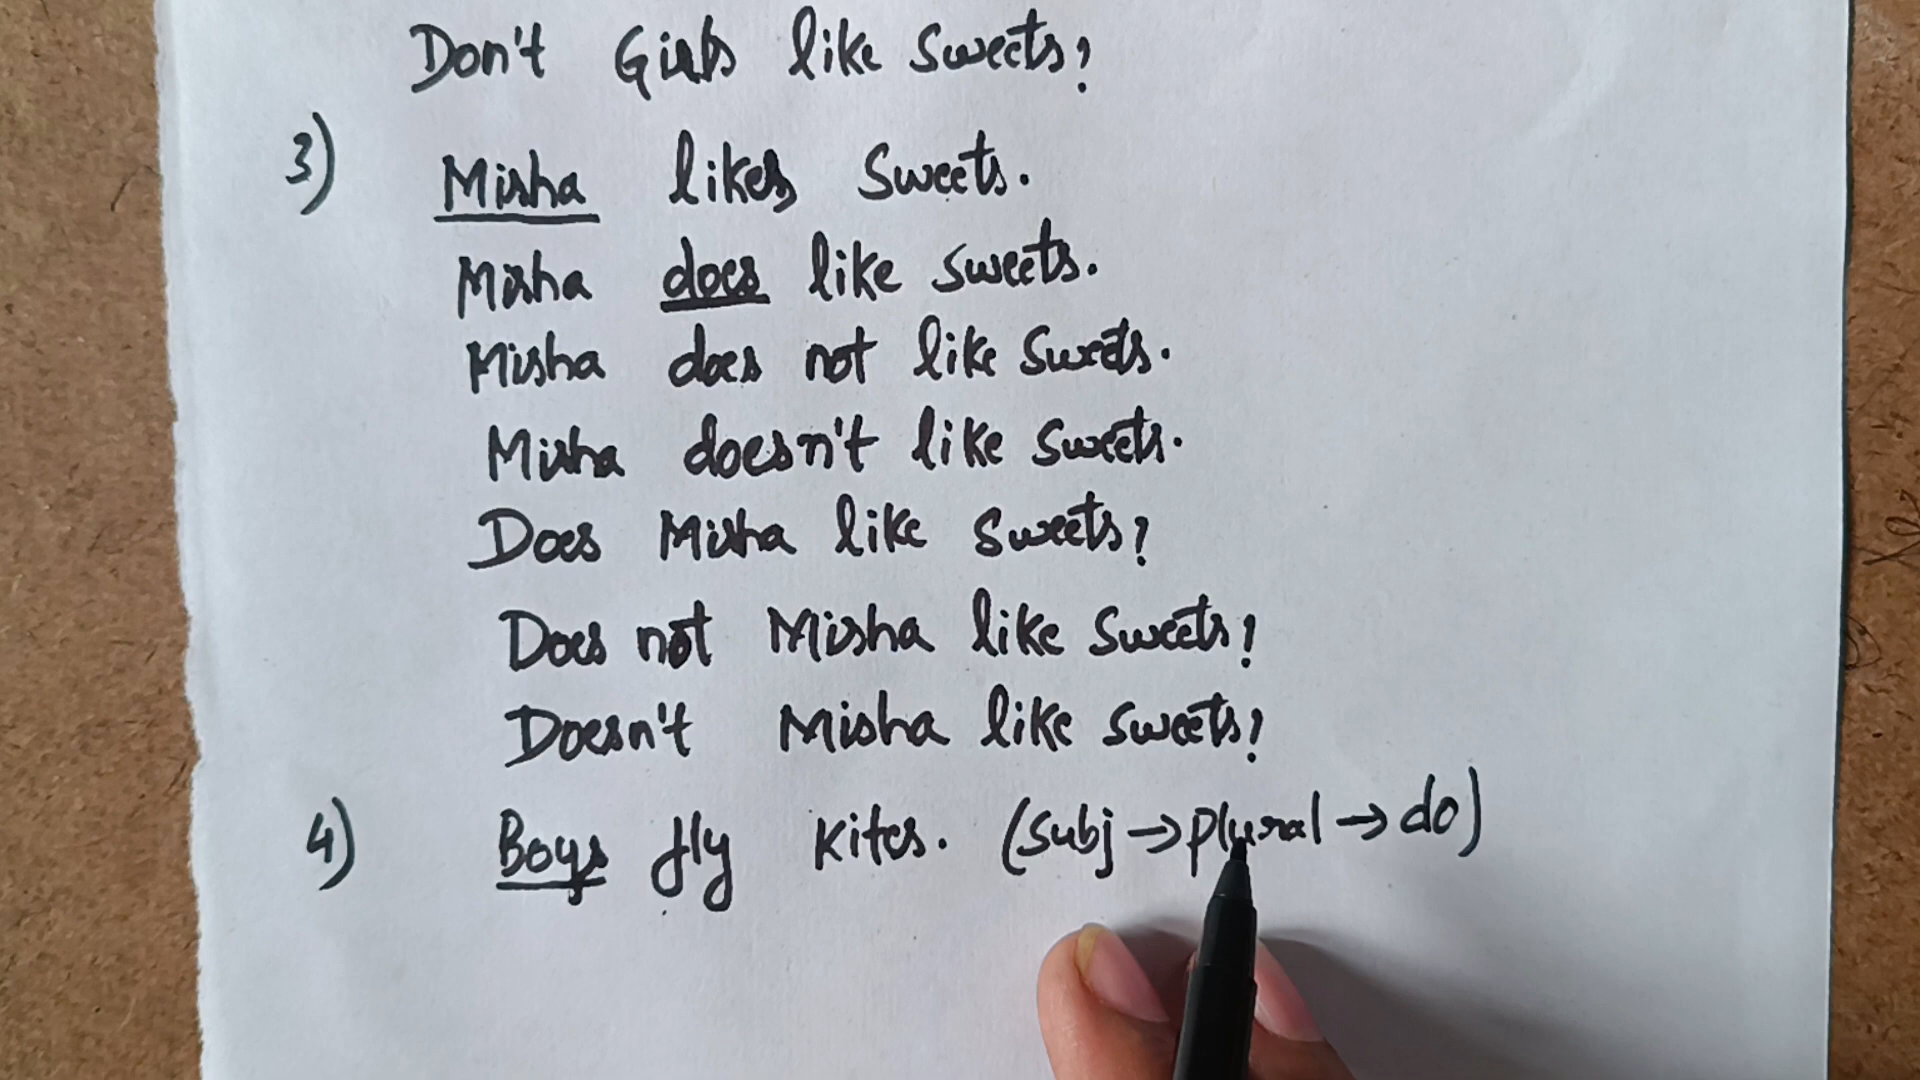 Don't Girls like sweets?
3) Misha likes Sweets.
Misha does like sweets.
Misha does not like Sweets.
Misha doesn't like Sweets.
Does Misha like Sweets?
Does not Misha like Sweets?
Doesn't Misha like Sweets?
4) Boys fly Kites. (Subj → Plural → do)